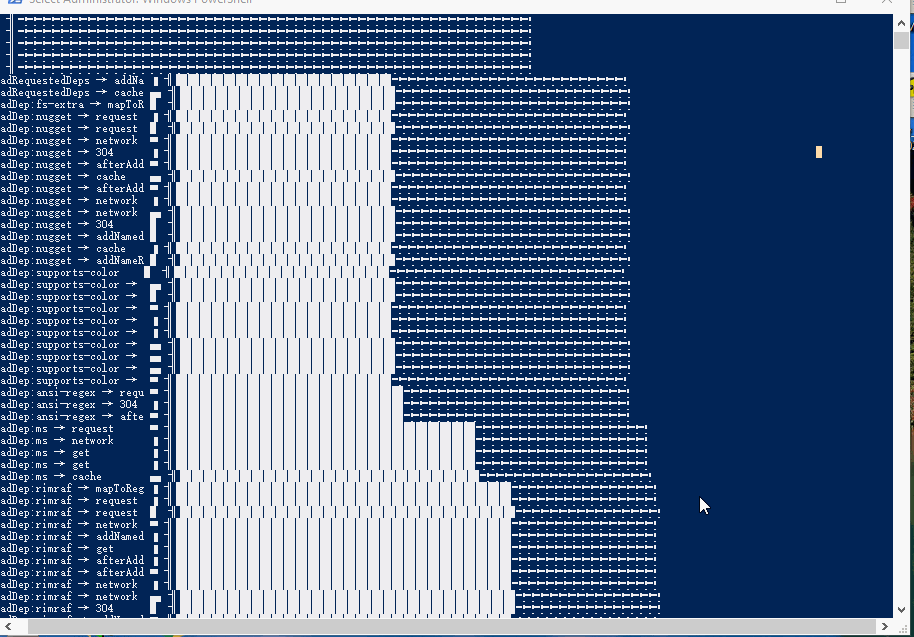 Select Administrator: Windows PowerShell
adRequestedDeps → addNa
adRequestedDeps → cache
adDep:fs-extra → mapToR
adDep:nugget → request
adDep:nugget → request
adDep:nugget → network
adDep:nugget → 304
adDep:nugget → afterAdd
adDep:nugget → cache
adDep:nugget → afterAdd
adDep:nugget → network
adDep:nugget → network
adDep:nugget → 304
adDep:nugget → addNamed
adDep:nugget → cache
adDep:nugget → addNameR
adDep:supports-color
adDep:supports-color →
adDep:supports-color →
adDep:supports-color →
adDep:supports-color →
adDep:supports-color →
adDep:supports-color →
adDep:supports-color →
adDep:supports-color →
adDep:supports-color →
adDep:ansi-regex → requ
adDep:ansi-regex → 304
adDep:ansi-regex → afte
adDep:ms → request
adDep:ms → network
adDep:ms → get
adDep:ms → get
adDep:ms → cache
adDep:rimraf → mapToReg
adDep:rimraf → request
adDep:rimraf → request
adDep:rimraf → network
adDep:rimraf → addNamed
adDep:rimraf → get
adDep:rimraf → afterAdd
adDep:rimraf → afterAdd
adDep:rimraf → network
adDep:rimraf → network
adDep:rimraf → 304